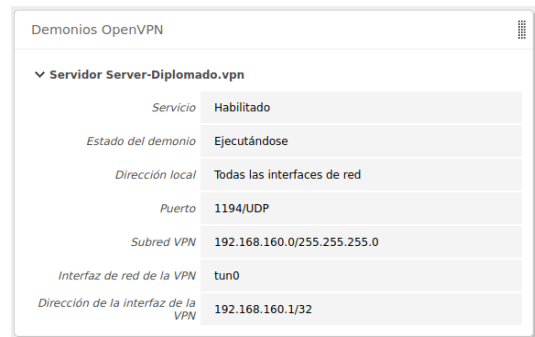 Demonios OpenVPN
Servidor Server-Diplomado.vpn
Servicio Habilitado
Estado del demonio Ejecutándose
Dirección local Todas las interfaces de red
Puerto 1194/UDP
Subred VPN 192.168.160.0/255.255.255.0
Interfaz de red de la VPN tun0
Dirección de la interfaz de la
VPN 192.168.160.1/32